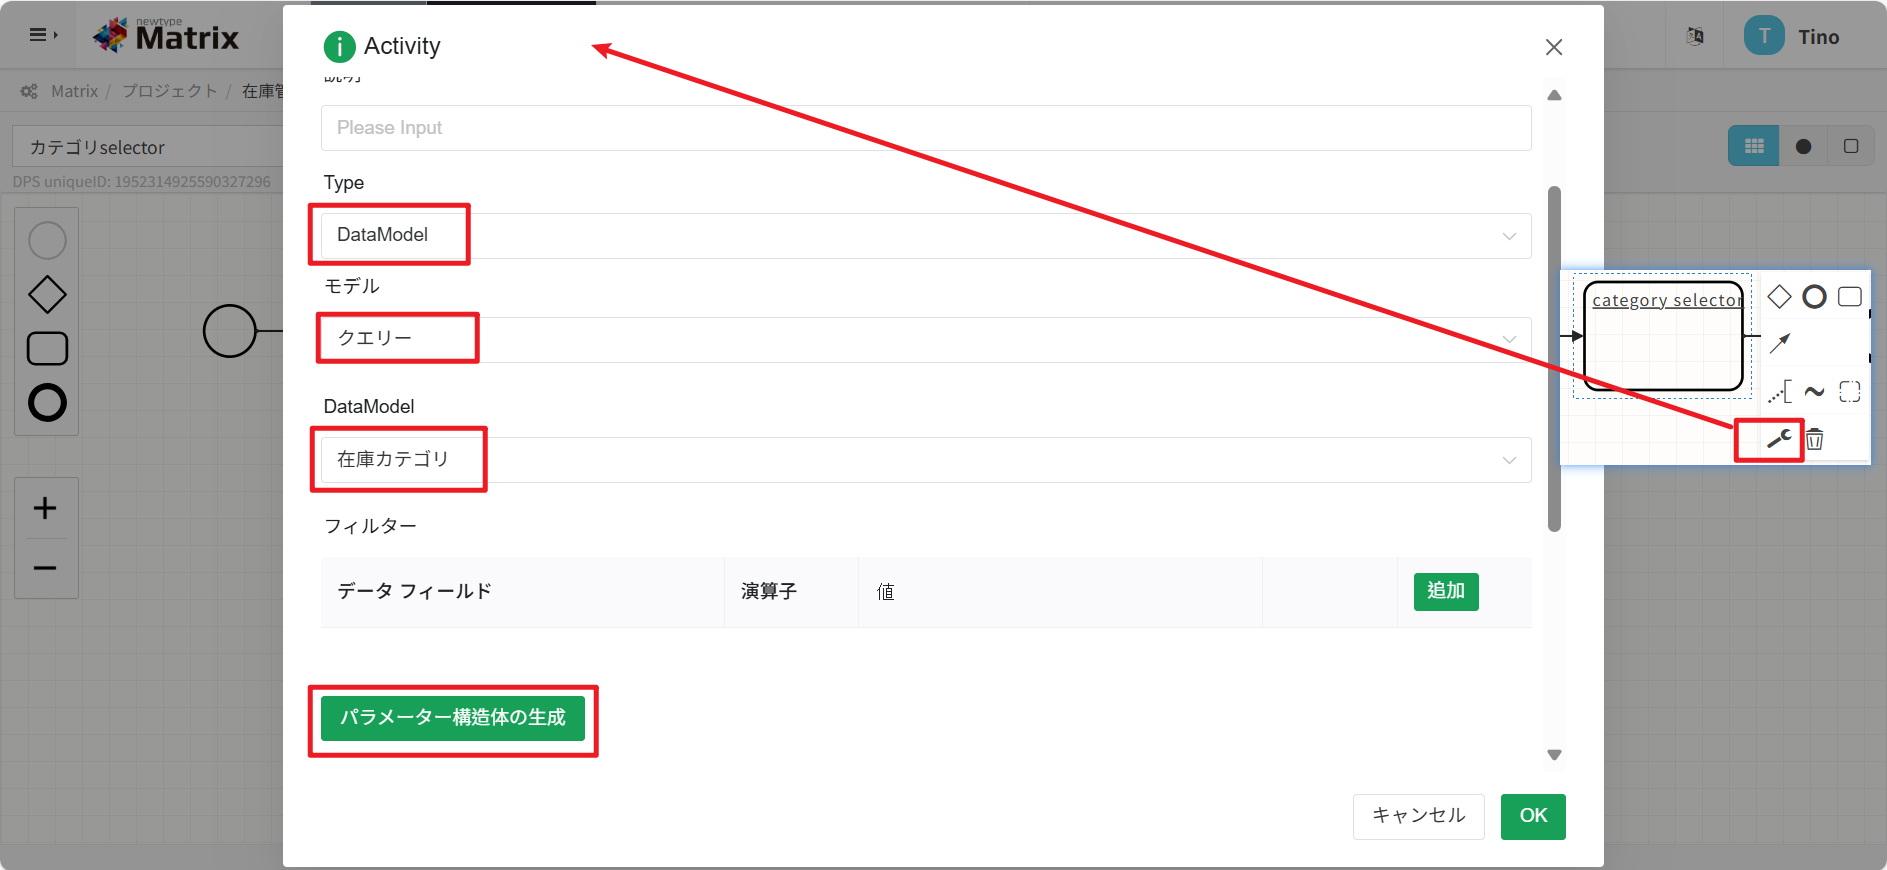 newtype
Matrix
T Tino
Matrix / プロジェクト / 在庫管
カテゴリselector
DPS uniqueID: 1952314925590327296
Activity
説明
Please Input
Type
DataModel
モデル
クエリー
DataModel
在庫カテゴリ
フィルター
データ フィールド 演算子 値 追加
パラメーター構造体の生成
キャンセル OK
category selector